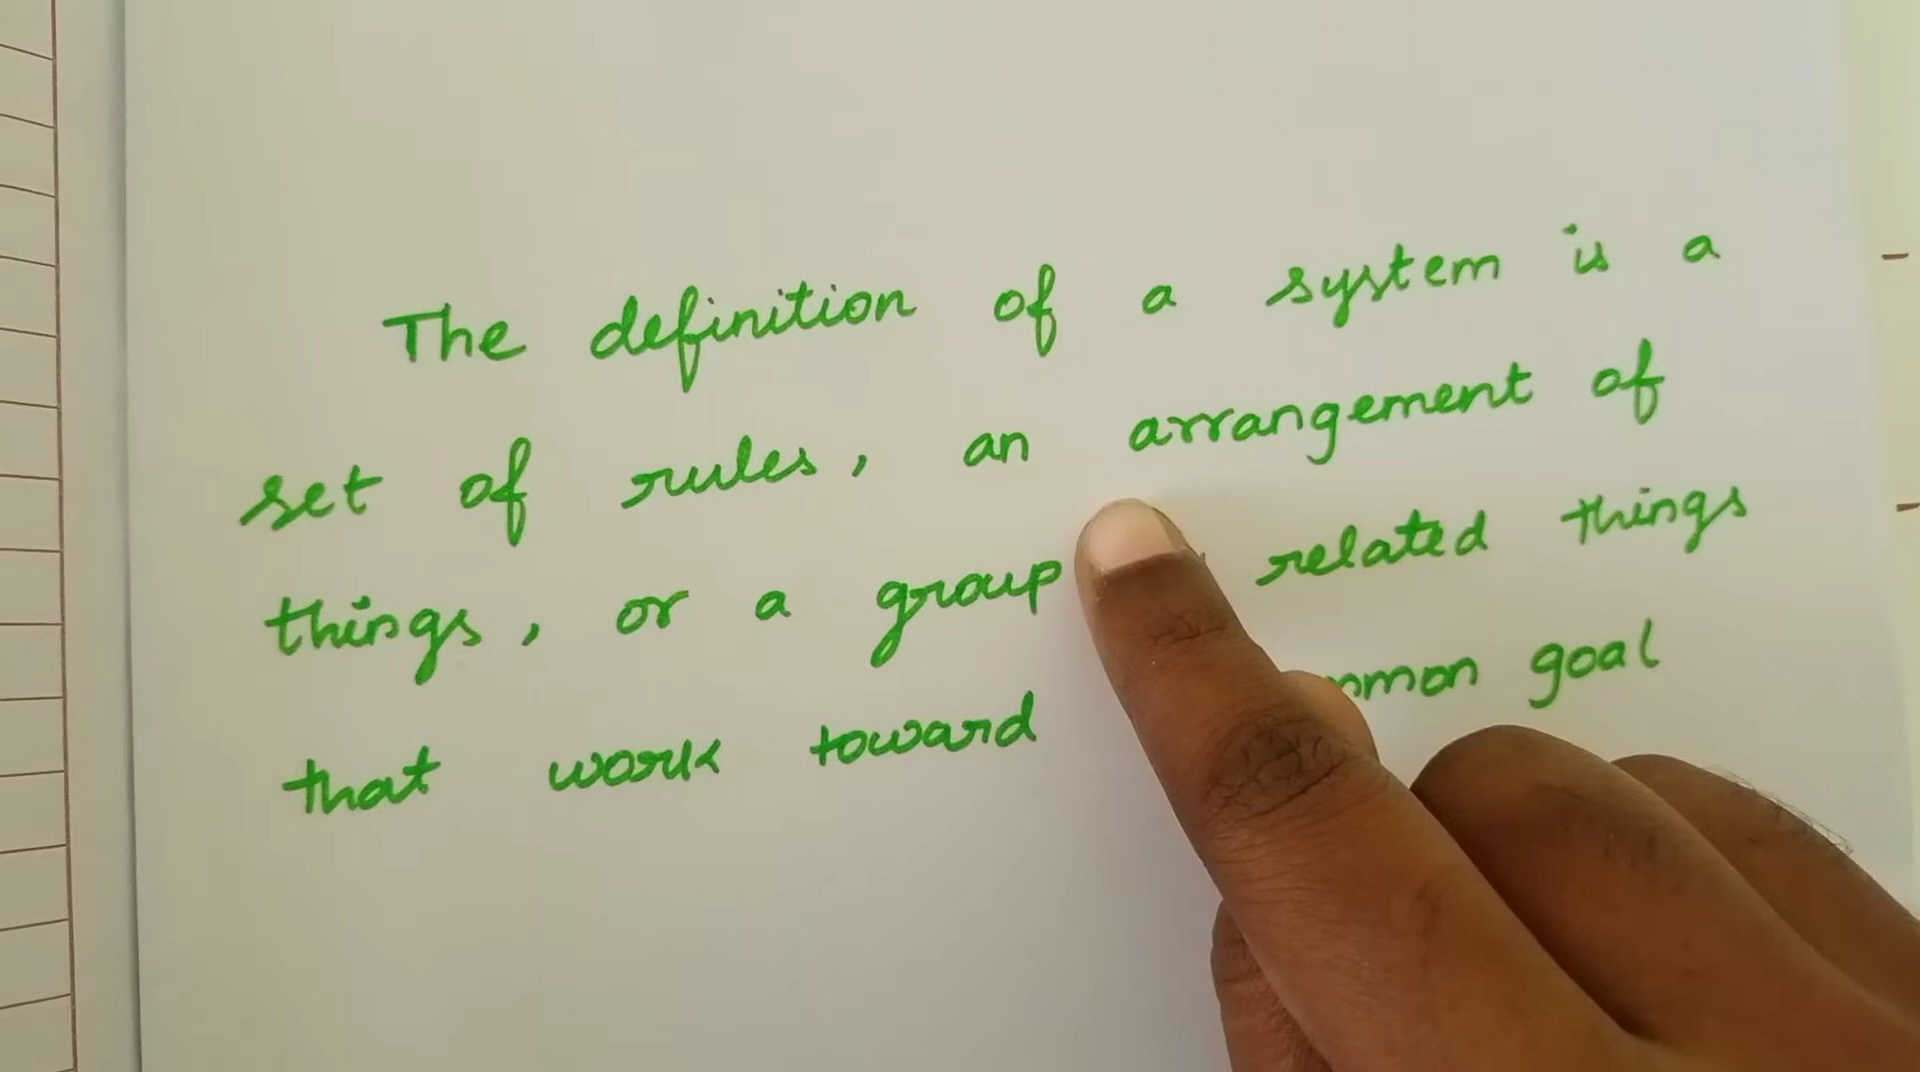 The definition of a system is a
set of rules, an arrangement of
things, or a group related things
that work toward mmon goal